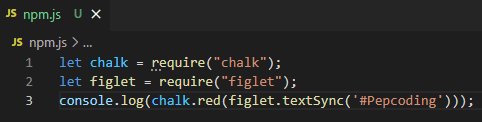 JS npm.js U ×
JS npm.js > ...
1 let chalk = require("chalk");
2 let figlet = require("figlet");
3 console.log(chalk.red(figlet.textSync('#Pepcoding')));